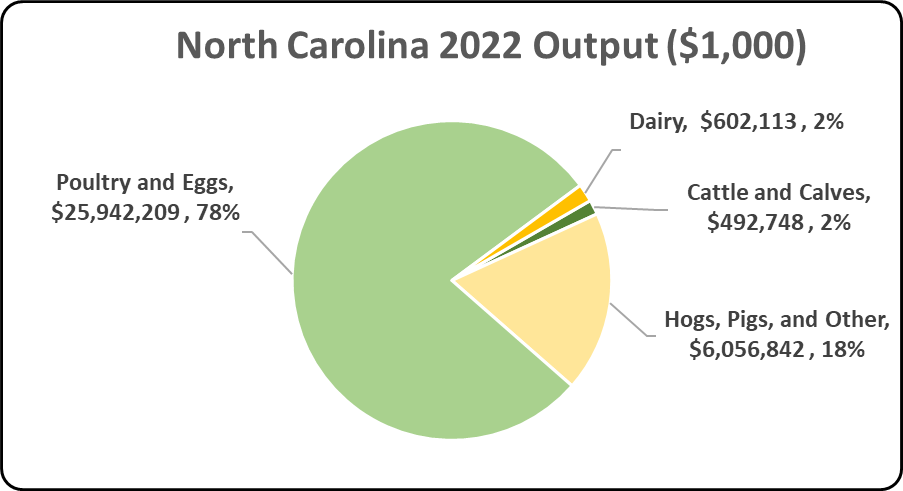 North Carolina 2022 Output ($1,000)
Dairy,  $602,113 , 2%
Poultry and Eggs,
$25,942,209 , 78%
Cattle and Calves,
$492,748 , 2%
Hogs, Pigs, and Other,
$6,056,842 , 18%